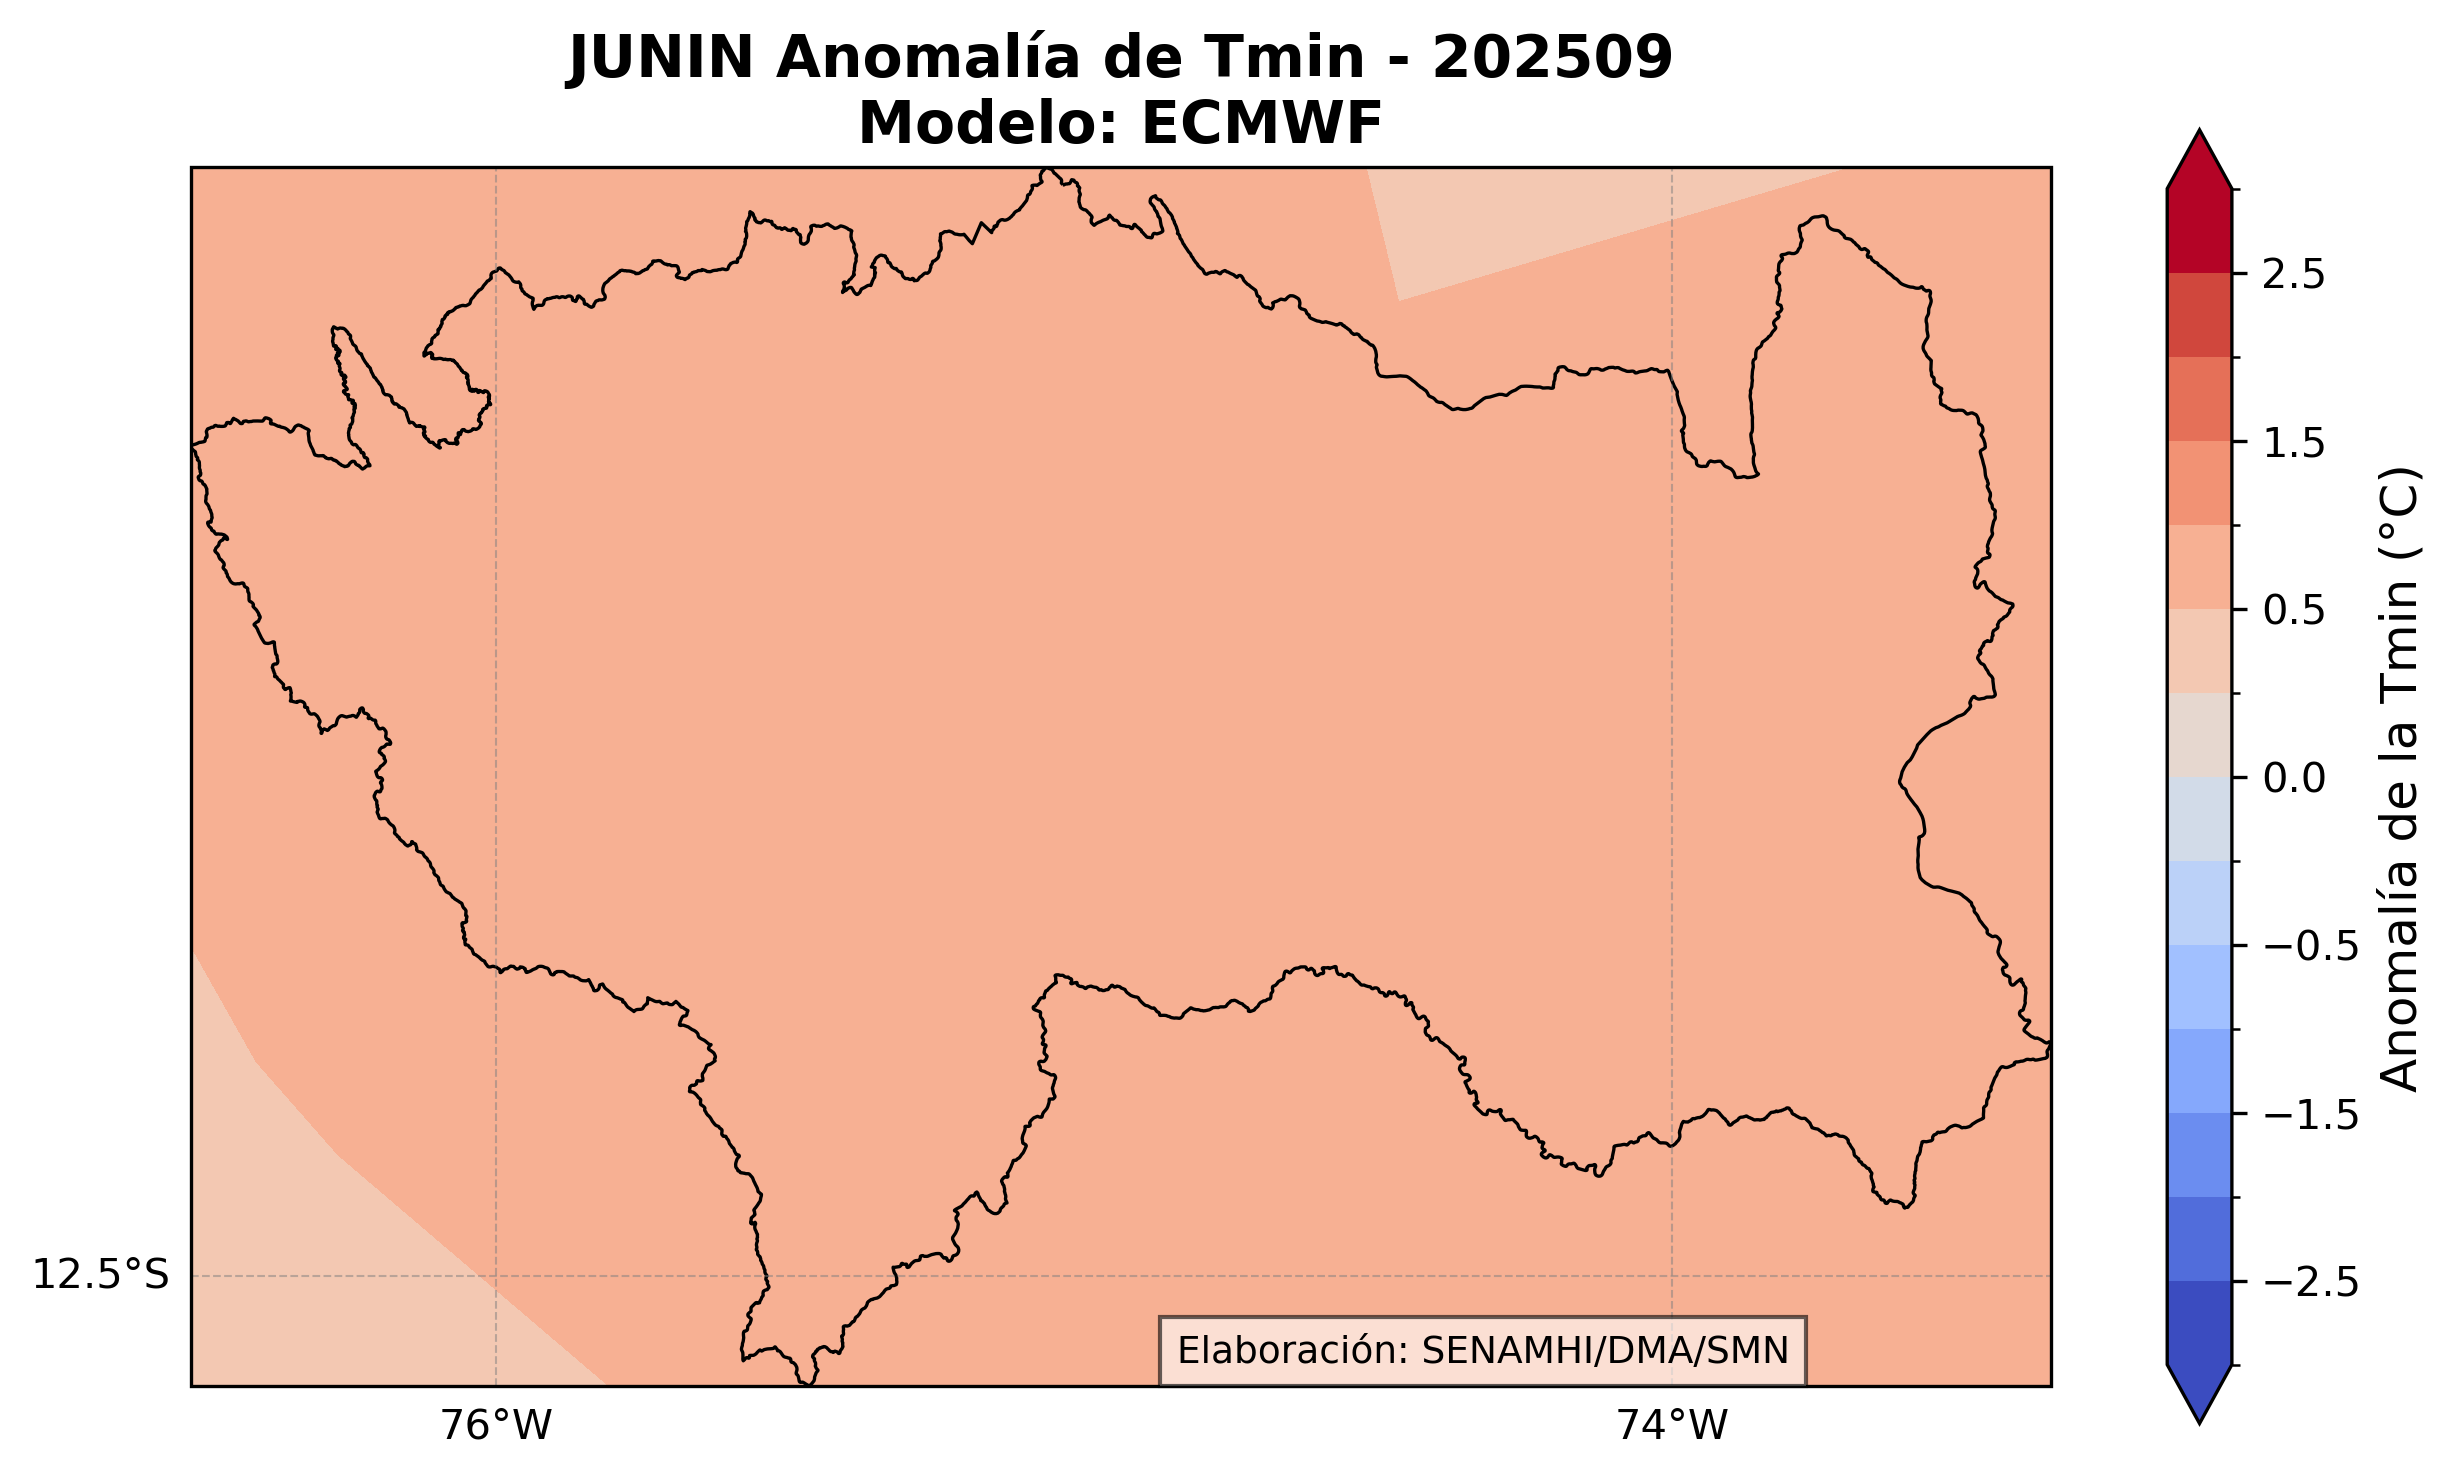 JUNIN Anomalía de Tmin - 202509
Modelo: ECMWF
2.5
1.5
0.5
0.0
−0.5
−1.5
−2.5
Anomalía de la Tmin (°C)
12.5°S
Elaboración: SENAMHI/DMA/SMN
76°W
74°W